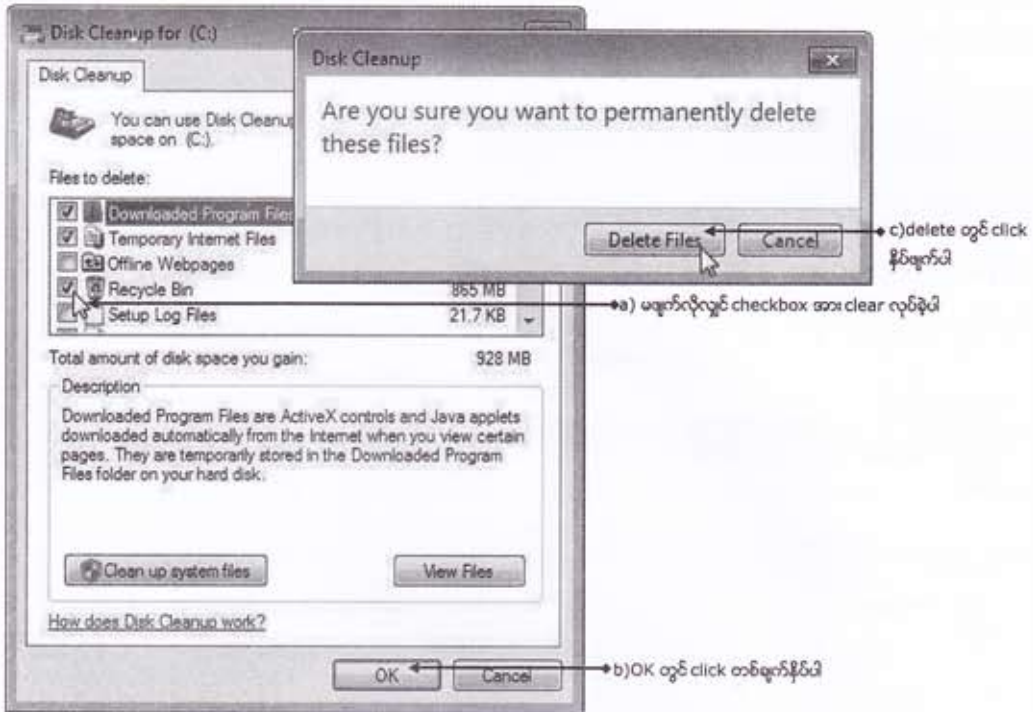 Disk Cleanup for (C:)
Disk Cleanup
You can use Disk Cleanup
space on (C:).
Files to delete:
Downloaded Program Files
Temporary Internet Files
Offline Webpages
Recycle Bin 865 MB
Setup Log Files 21.7 KB
Total amount of disk space you gain: 928 MB
Description
Downloaded Program Files are ActiveX controls and Java applets
downloaded automatically from the Internet when you view certain
pages. They are temporarily stored in the Downloaded Program
Files folder on your hard disk.
Clean up system files View Files
How does Disk Cleanup work?
OK Cancel
Disk Cleanup
Are you sure you want to permanently delete
these files?
Delete Files Cancel
c)delete တွင် click
နှိပ်ဖျက်ပါ
a) မဖျက်လိုလျှင် checkbox အား clear လုပ်ခဲ့ပါ
b)OK တွင် click တစ်ချက်နှိပ်ပါ